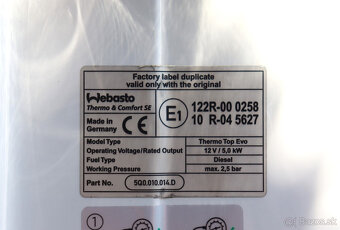 Factory label duplicate
valid only with the original
Webasto
Thermo & Comfort SE
Made in
Germany
CE
E1
122R-00 0258
10 R-04 5627
Model Type Thermo Top Evo
Operating Voltage/Rated Output 12 V / 5,0 kW
Fuel Type Diesel
Working Pressure max. 2,5 bar
Part No. 5Q0.010.014.D
1
Bazos.sk